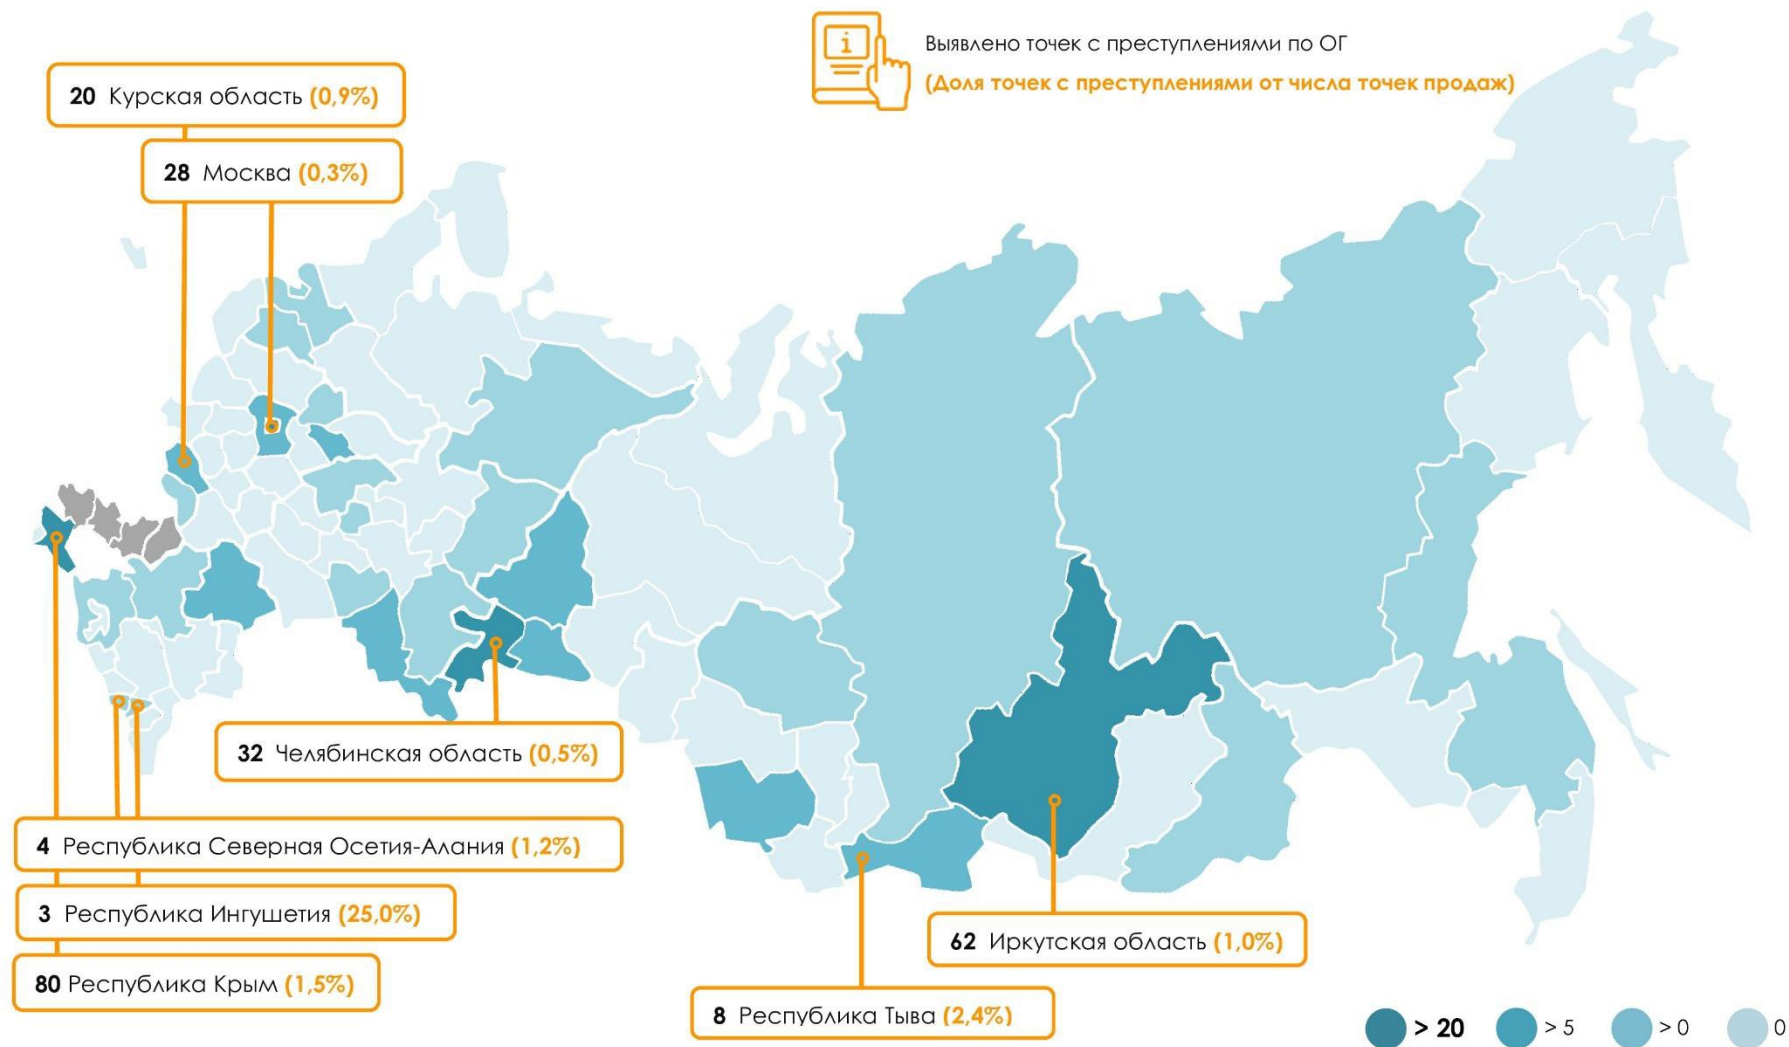 i
Выявлено точек с преступлениями по ОГ
(Доля точек с преступлениями от числа точек продаж)
20 Курская область (0,9%)
28 Москва (0,3%)
32 Челябинская область (0,5%)
4 Республика Северная Осетия-Алания (1,2%)
3 Республика Ингушетия (25,0%)
80 Республика Крым (1,5%)
62 Иркутская область (1,0%)
8 Республика Тыва (2,4%)
> 20 > 5 > 0 0